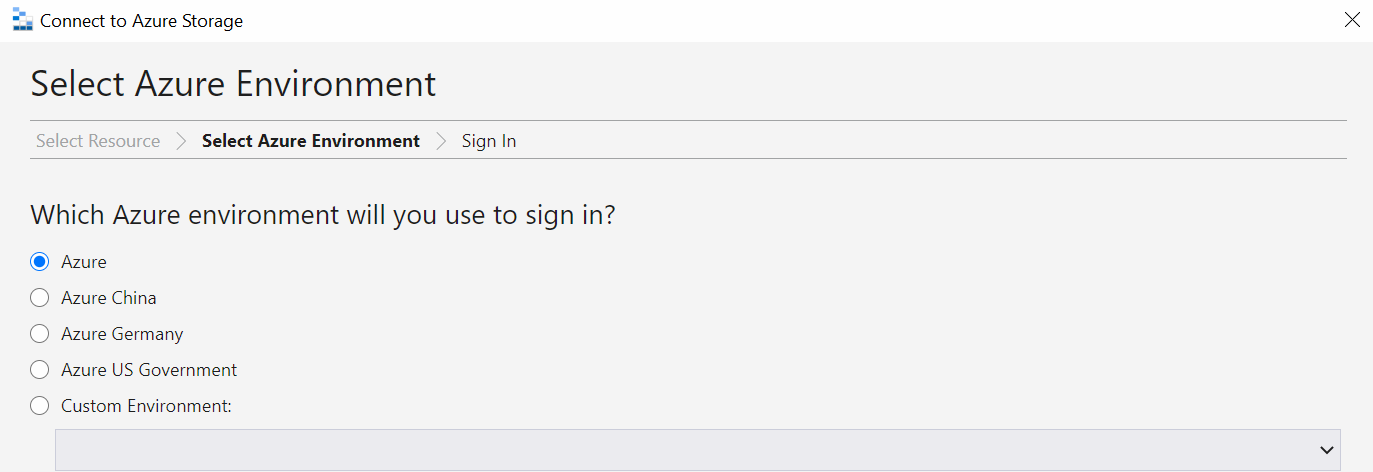 Connect to Azure Storage
Select Azure Environment
Select Resource Select Azure Environment Sign In
Which Azure environment will you use to sign in?
Azure
Azure China
Azure Germany
Azure US Government
Custom Environment: